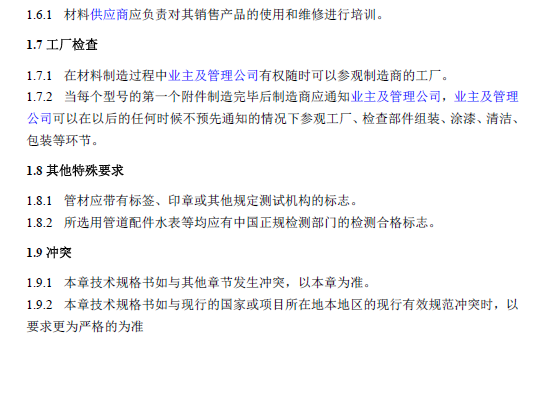 1.6.1 材料供应商应负责对其销售产品的使用和维修进行培训。
1.7 工厂检查
1.7.1 在材料制造过程中业主及管理公司有权随时可以参观制造商的工厂。
1.7.2 当每个型号的第一个附件制造完毕后制造商应通知业主及管理公司，业主及管理
公司可以在以后的任何时候不预先通知的情况下参观工厂、检查部件组装、涂漆、清洁、
包装等环节。
1.8 其他特殊要求
1.8.1 管材应带有标签、印章或其他规定测试机构的标志。
1.8.2 所选用管道配件水表等均应有中国正规检测部门的检测合格标志。
1.9 冲突
1.9.1 本章技术规格书如与其他章节发生冲突，以本章为准。
1.9.2 本章技术规格书如与现行的国家或项目所在地本地区的现行有效规范冲突时，以
要求更为严格的为准